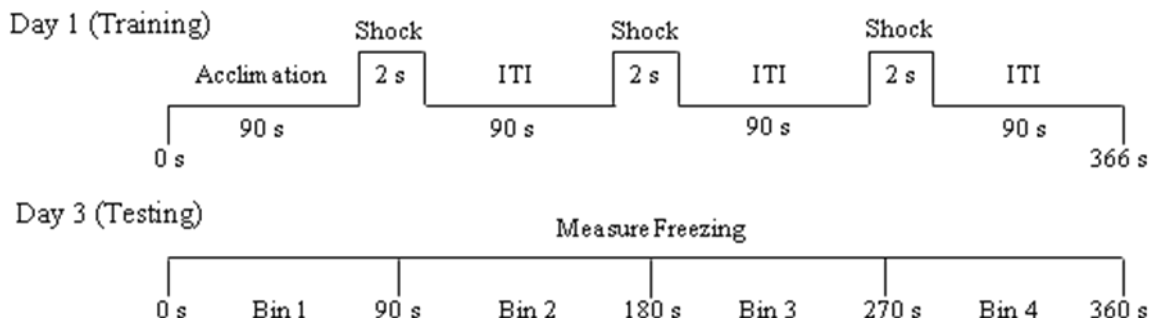 Day 1 (Training)
Shock Shock Shock
Acclimation 2 s ITI 2 s ITI 2 s ITI
90 s 90 s 90 s 90 s
0 s 366 s
Day 3 (Testing)
Measure Freezing
0 s Bin 1 90 s Bin 2 180 s Bin 3 270 s Bin 4 360 s